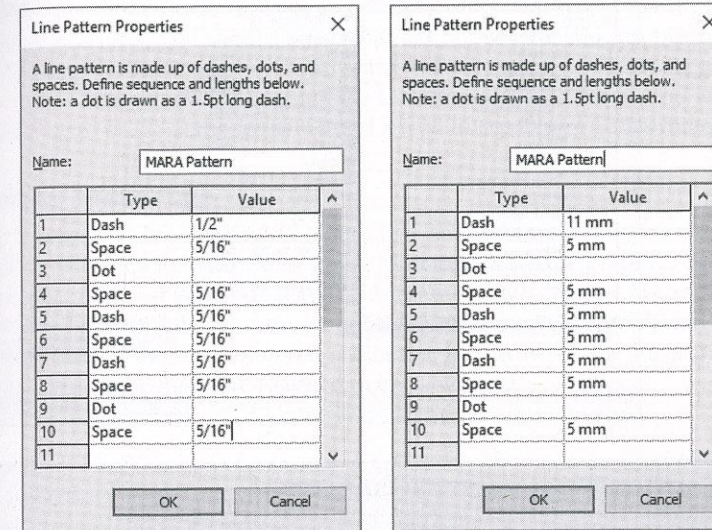 Line Pattern Properties
A line pattern is made up of dashes, dots, and
spaces. Define sequence and lengths below.
Note: a dot is drawn as a 1.5pt long dash.
Name: MARA Pattern
Type Value
1 Dash 1/2"
2 Space 5/16"
3 Dot
4 Space 5/16"
5 Dash 5/16"
6 Space 5/16"
7 Dash 5/16"
8 Space 5/16"
9 Dot
10 Space 5/16"
11
OK Cancel
Line Pattern Properties
A line pattern is made up of dashes, dots, and
spaces. Define sequence and lengths below.
Note: a dot is drawn as a 1.5pt long dash.
Name: MARA Pattern
Type Value
1 Dash 11 mm
2 Space 5 mm
3 Dot
4 Space 5 mm
5 Dash 5 mm
6 Space 5 mm
7 Dash 5 mm
8 Space 5 mm
9 Dot
10 Space 5 mm
11
OK Cancel